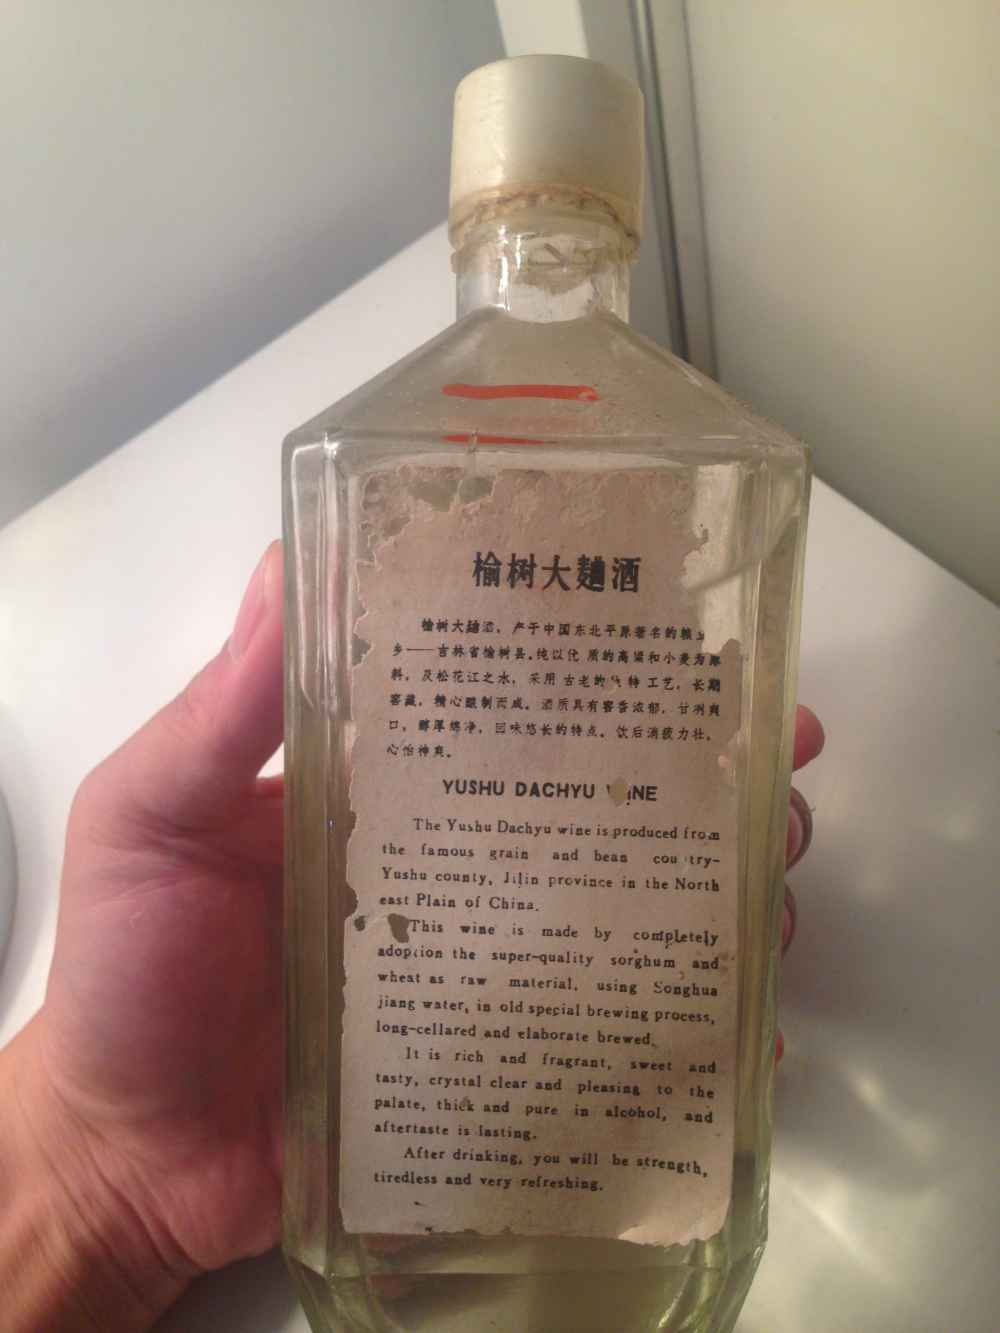 榆树大麯酒
榆树大麯酒，产于中国东北平原著名的粮
乡——吉林省榆树县。纯以优质的高粱和小麦为原
料，及松花江之水，采用古老的 特工艺，长期
窖藏，精心酿制而成。酒质具有窖香浓郁，甘冽爽
口，醇厚绵净，回味悠长的特点。饮后消疲力壮，
心怡神爽。
YUSHU DACHYU WINE
The Yushu Dachyu wine is produced from
the famous grain and bean country-
Yushu county, Jilin province in the North
east Plain of China.
This wine is made by completely
adoption the super-quality sorghum and
wheat as raw material, using Songhua
jiang water, in old special brewing process,
long-cellared and elaborate brewed.
It is rich and fragrant, sweet and
tasty, crystal clear and pleasing to the
palate, thick and pure in alcohol, and
aftertaste is lasting.
After drinking, you will be strength,
tiredless and very refreshing.